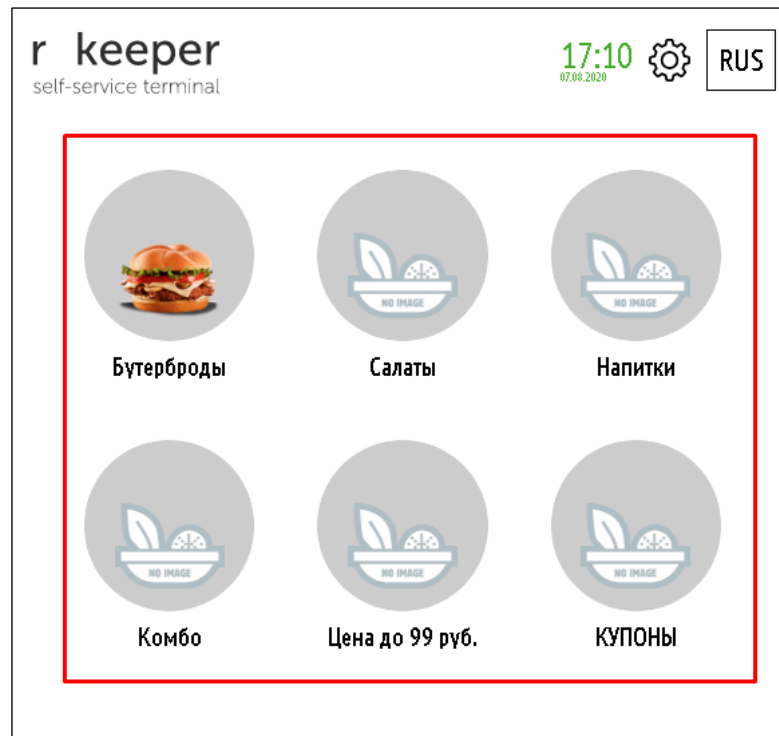 r keeper
self-service terminal
17:10
07.08.2020
RUS
NO IMAGE
NO IMAGE
Бутерброды
Салаты
Напитки
NO IMAGE
NO IMAGE
NO IMAGE
Комбо
Цена до 99 руб.
КУПОНЫ